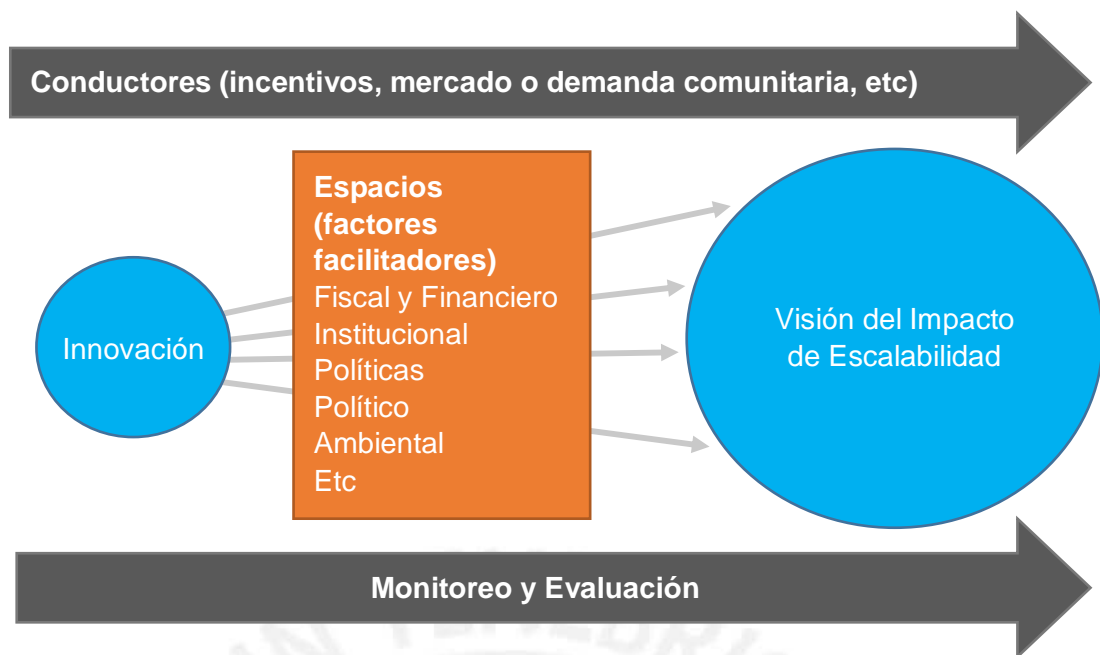 Conductores (incentivos, mercado o demanda comunitaria, etc)
Espacios
(factores
facilitadores)
Fiscal y Financiero
Institucional
Políticas
Político
Ambiental
Etc
Innovación
Visión del Impacto
de Escalabilidad
Monitoreo y Evaluación